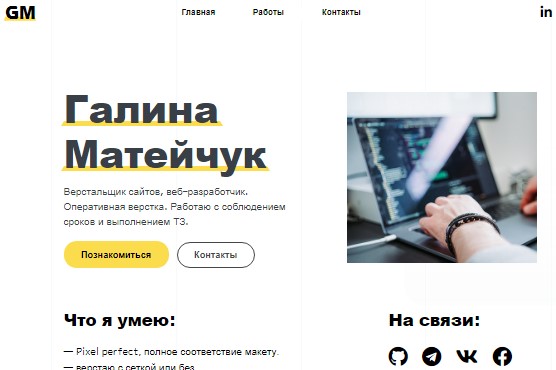 GM
Главная Работы Контакты
in
Галина
Матейчук
Верстальщик сайтов, веб-разработчик.
Оперативная верстка. Работаю с соблюдением
сроков и выполнением ТЗ.
Познакомиться Контакты
Что я умею:
— Pixel perfect, полное соответствие макету.
— верстаю с сеткой или без
На связи: